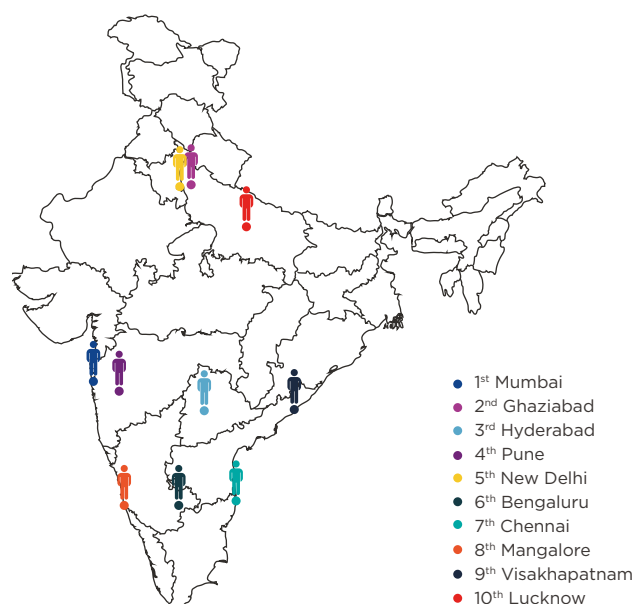 1st Mumbai
2nd Ghaziabad
3rd Hyderabad
4th Pune
5th New Delhi
6th Bengaluru
7th Chennai
8th Mangalore
9th Visakhapatnam
10th Lucknow